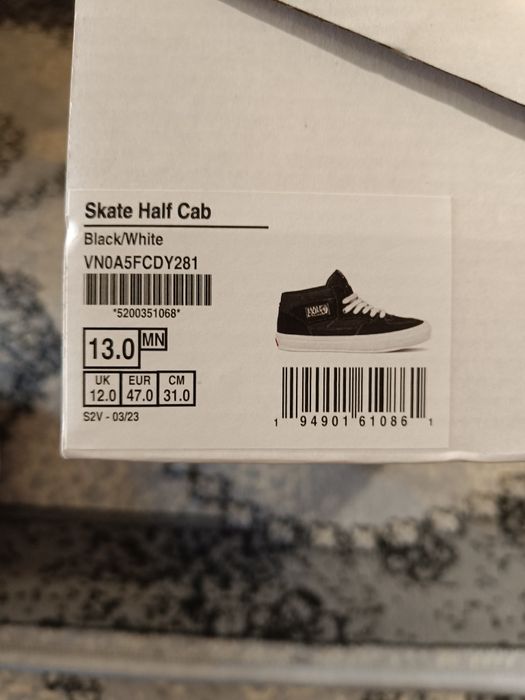 Skate Half Cab
Black/White
VN0A5FCDY281
*5200351068*
13.0 MN
UK EUR CM
12.0 47.0 31.0
S2V - 03/23
1 94901 61086 1